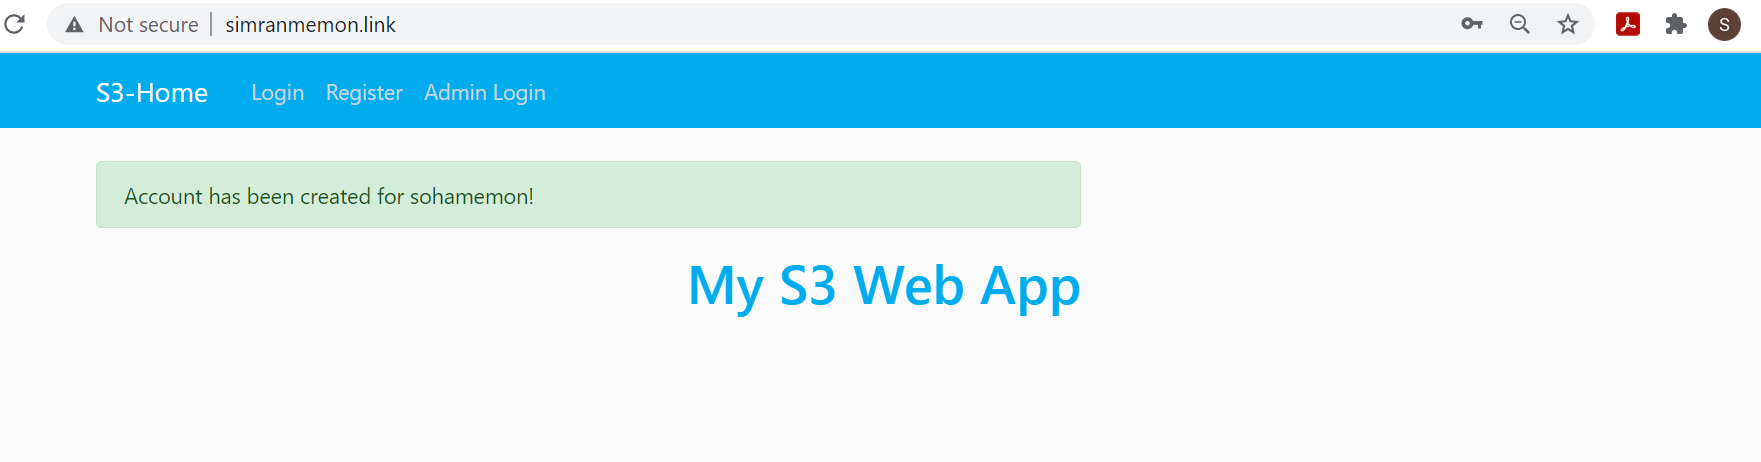 Not secure | simranmemon.link
S
S3-Home Login Register Admin Login
Account has been created for sohamemon!
My S3 Web App